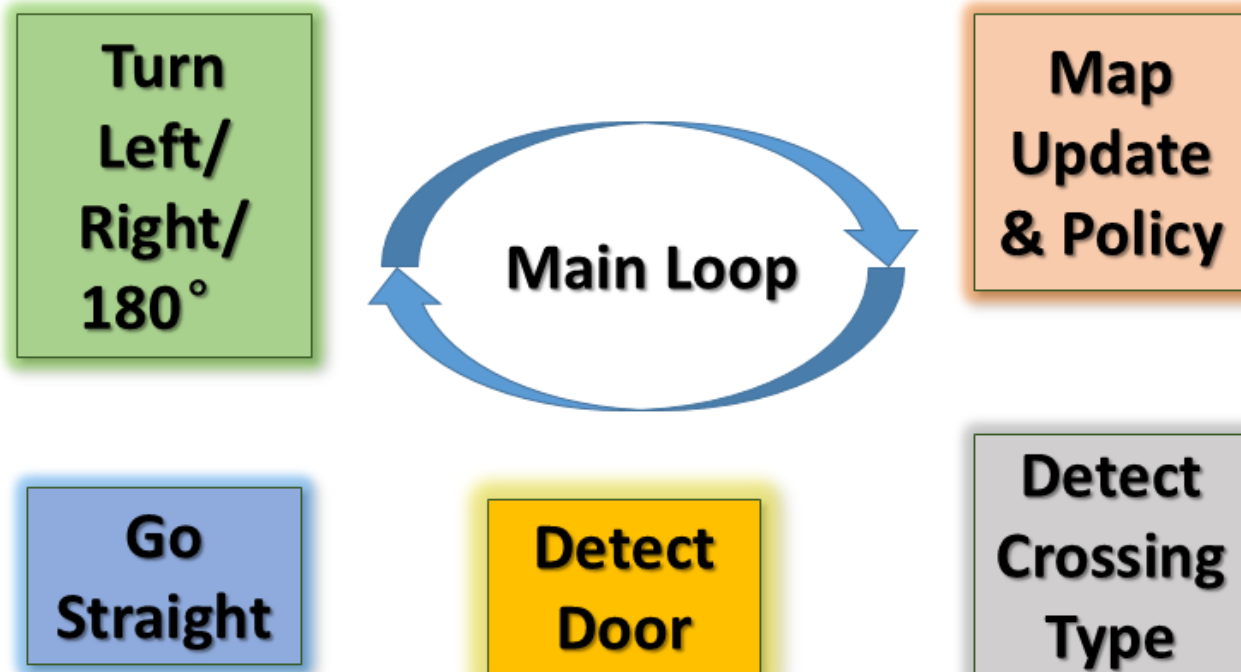 Turn
Left/
Right/
180°
Main Loop
Map
Update
& Policy
Go
Straight
Detect
Door
Detect
Crossing
Type